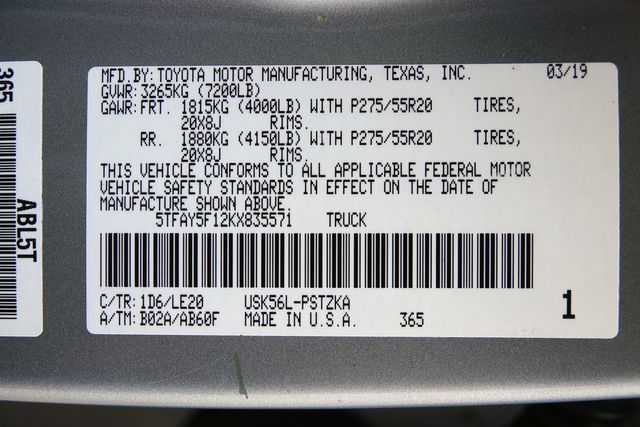 365
ABL5T
MFD.BY:TOYOTA MOTOR MANUFACTURING, TEXAS, INC. 03/19
GVWR:3265KG (7200LB)
GAWR:FRT. 1815KG (4000LB) WITH P275/55R20 TIRES,
20X8J RIMS.
RR. 1880KG (4150LB) WITH P275/55R20 TIRES,
20X8J RIMS.
THIS VEHICLE CONFORMS TO ALL APPLICABLE FEDERAL MOTOR
VEHICLE SAFETY STANDARDS IN EFFECT ON THE DATE OF
MANUFACTURE SHOWN ABOVE.
5TFAY5F12KX835571 TRUCK
C/TR:1D6/LE20 USK56L-PSTZKA
A/TM:B02A/AB60F MADE IN U.S.A. 365
1